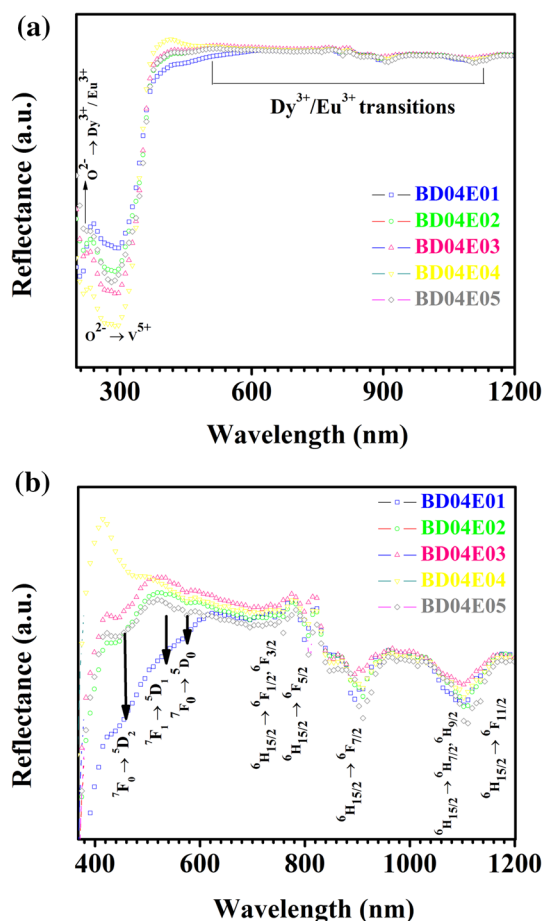 (a)
Reflectance (a.u.)
O²⁻ → Dy³⁺/Eu³⁺
O²⁻ → V⁵⁺
Dy³⁺/Eu³⁺ transitions
BD04E01
BD04E02
BD04E03
BD04E04
BD04E05
300 600 900 1200
Wavelength (nm)
(b)
Reflectance (a.u.)
BD04E01
BD04E02
BD04E03
BD04E04
BD04E05
⁷F₀ → ⁵D₂
⁷F₁ → ⁵D₁
⁷F₀ → ⁵D₀
⁶H₁₅/₂ → ⁶F₁/₂, ⁶F₃/₂
⁶H₁₅/₂ → ⁶F₅/₂
⁶H₁₅/₂ → ⁶F₇/₂
⁶H₁₅/₂ → ⁶H₇/₂, ⁶H₉/₂
⁶H₁₅/₂ → ⁶F₁₁/₂
400 600 800 1000 1200
Wavelength (nm)